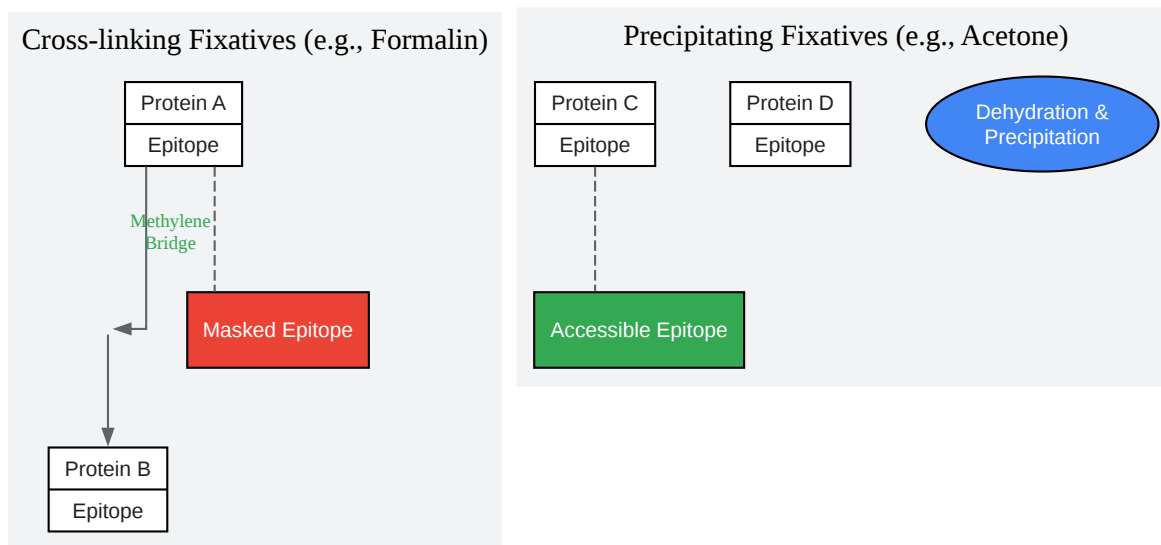 Cross-linking Fixatives (e.g., Formalin)
Protein A
Epitope
Methylene
Bridge
Masked Epitope
Protein B
Epitope
Precipitating Fixatives (e.g., Acetone)
Protein C
Epitope
Protein D
Epitope
Dehydration &
Precipitation
Accessible Epitope